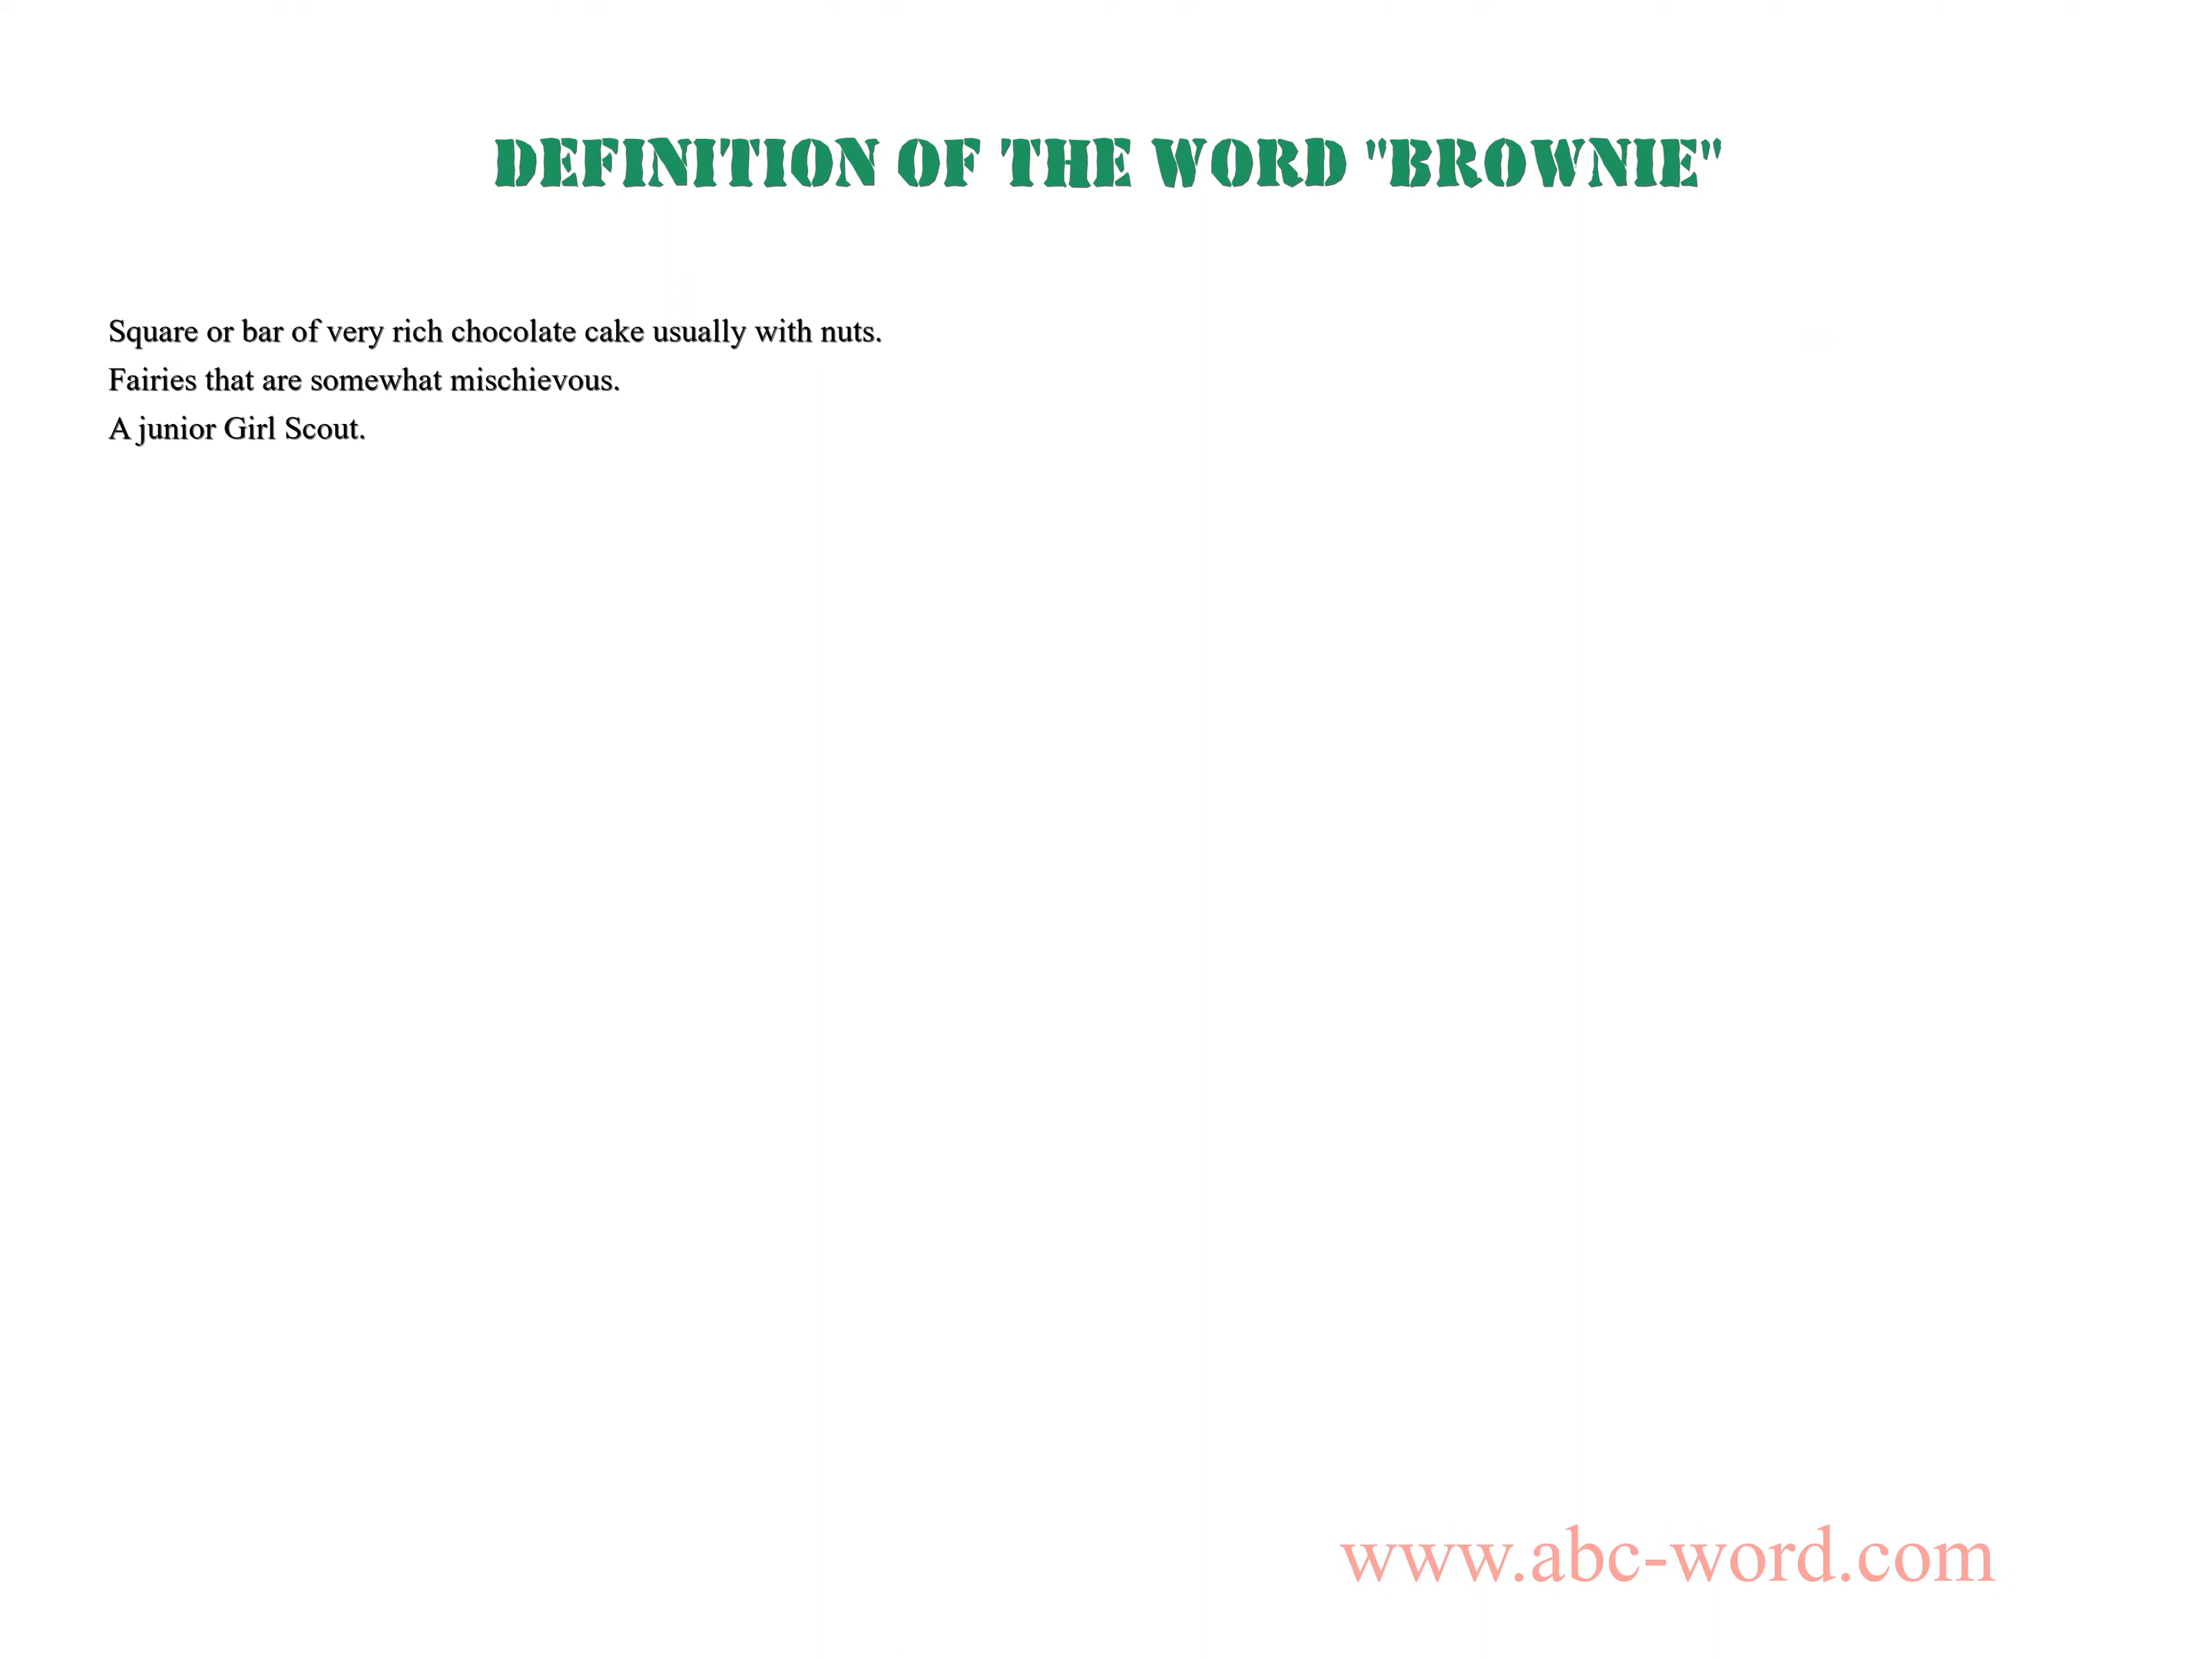 DEFINITION OF THE WORD "BROWNIE"
Square or bar of very rich chocolate cake usually with nuts.
Fairies that are somewhat mischievous.
A junior Girl Scout.
www.abc-word.com